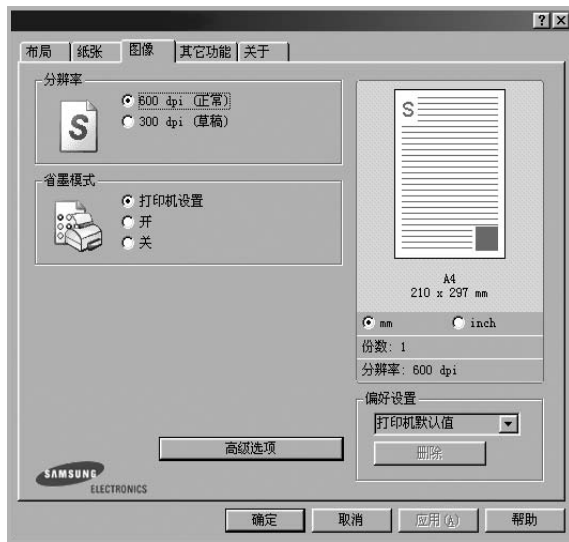 布局 纸张 图像 其它功能 关于
分辨率
600 dpi (正常)
300 dpi (草稿)
S
省墨模式
打印机设置
开
关
S
A4
210 x 297 mm
mm inch
份数: 1
分辨率: 600 dpi
偏好设置
打印机默认值
删除
高级选项
SAMSUNG
ELECTRONICS
确定 取消 应用(A) 帮助